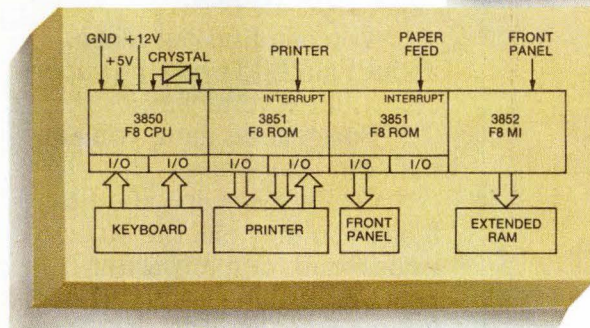 GND +12V
+5V
CRYSTAL
PRINTER
PAPER
FEED
FRONT
PANEL
3850
F8 CPU
INTERRUPT
3851
F8 ROM
INTERRUPT
3851
F8 ROM
3852
F8 MI
I/O I/O I/O I/O I/O I/O
KEYBOARD
PRINTER
FRONT
PANEL
EXTENDED
RAM